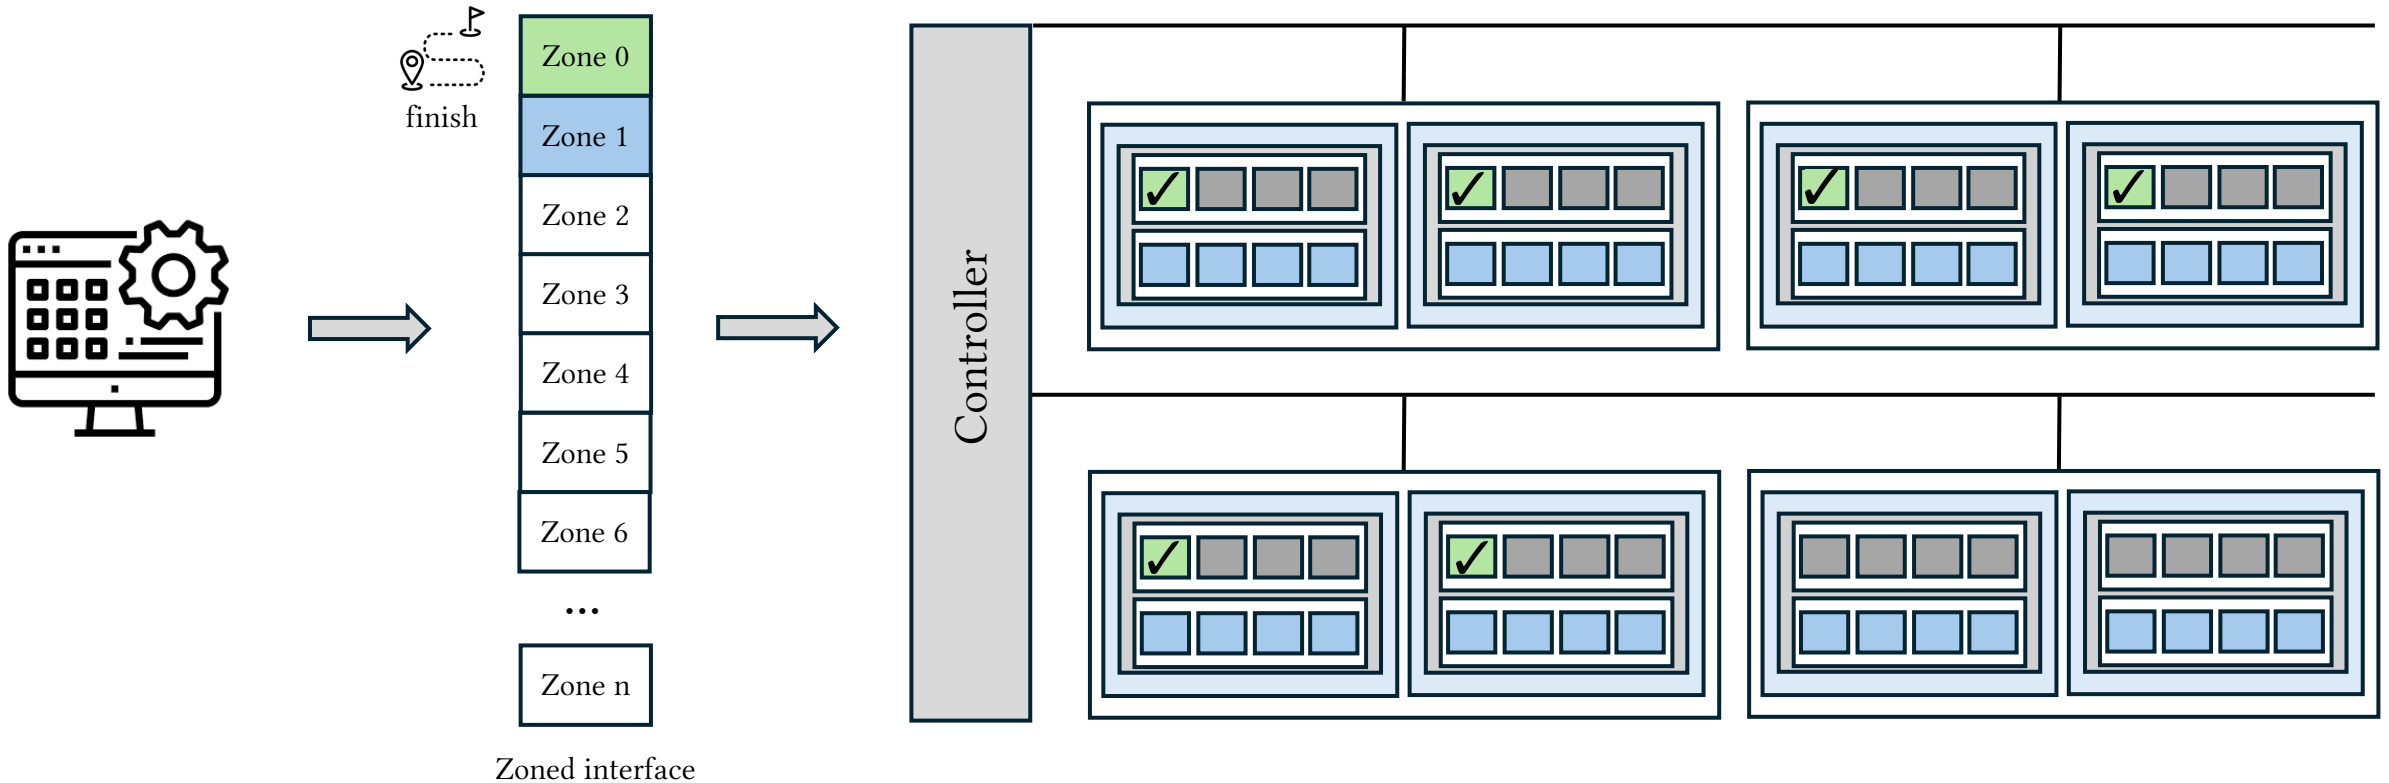 finish
Zone 0
Zone 1
Zone 2
Zone 3
Zone 4
Zone 5
Zone 6
...
Zone n
Zoned interface
Controller